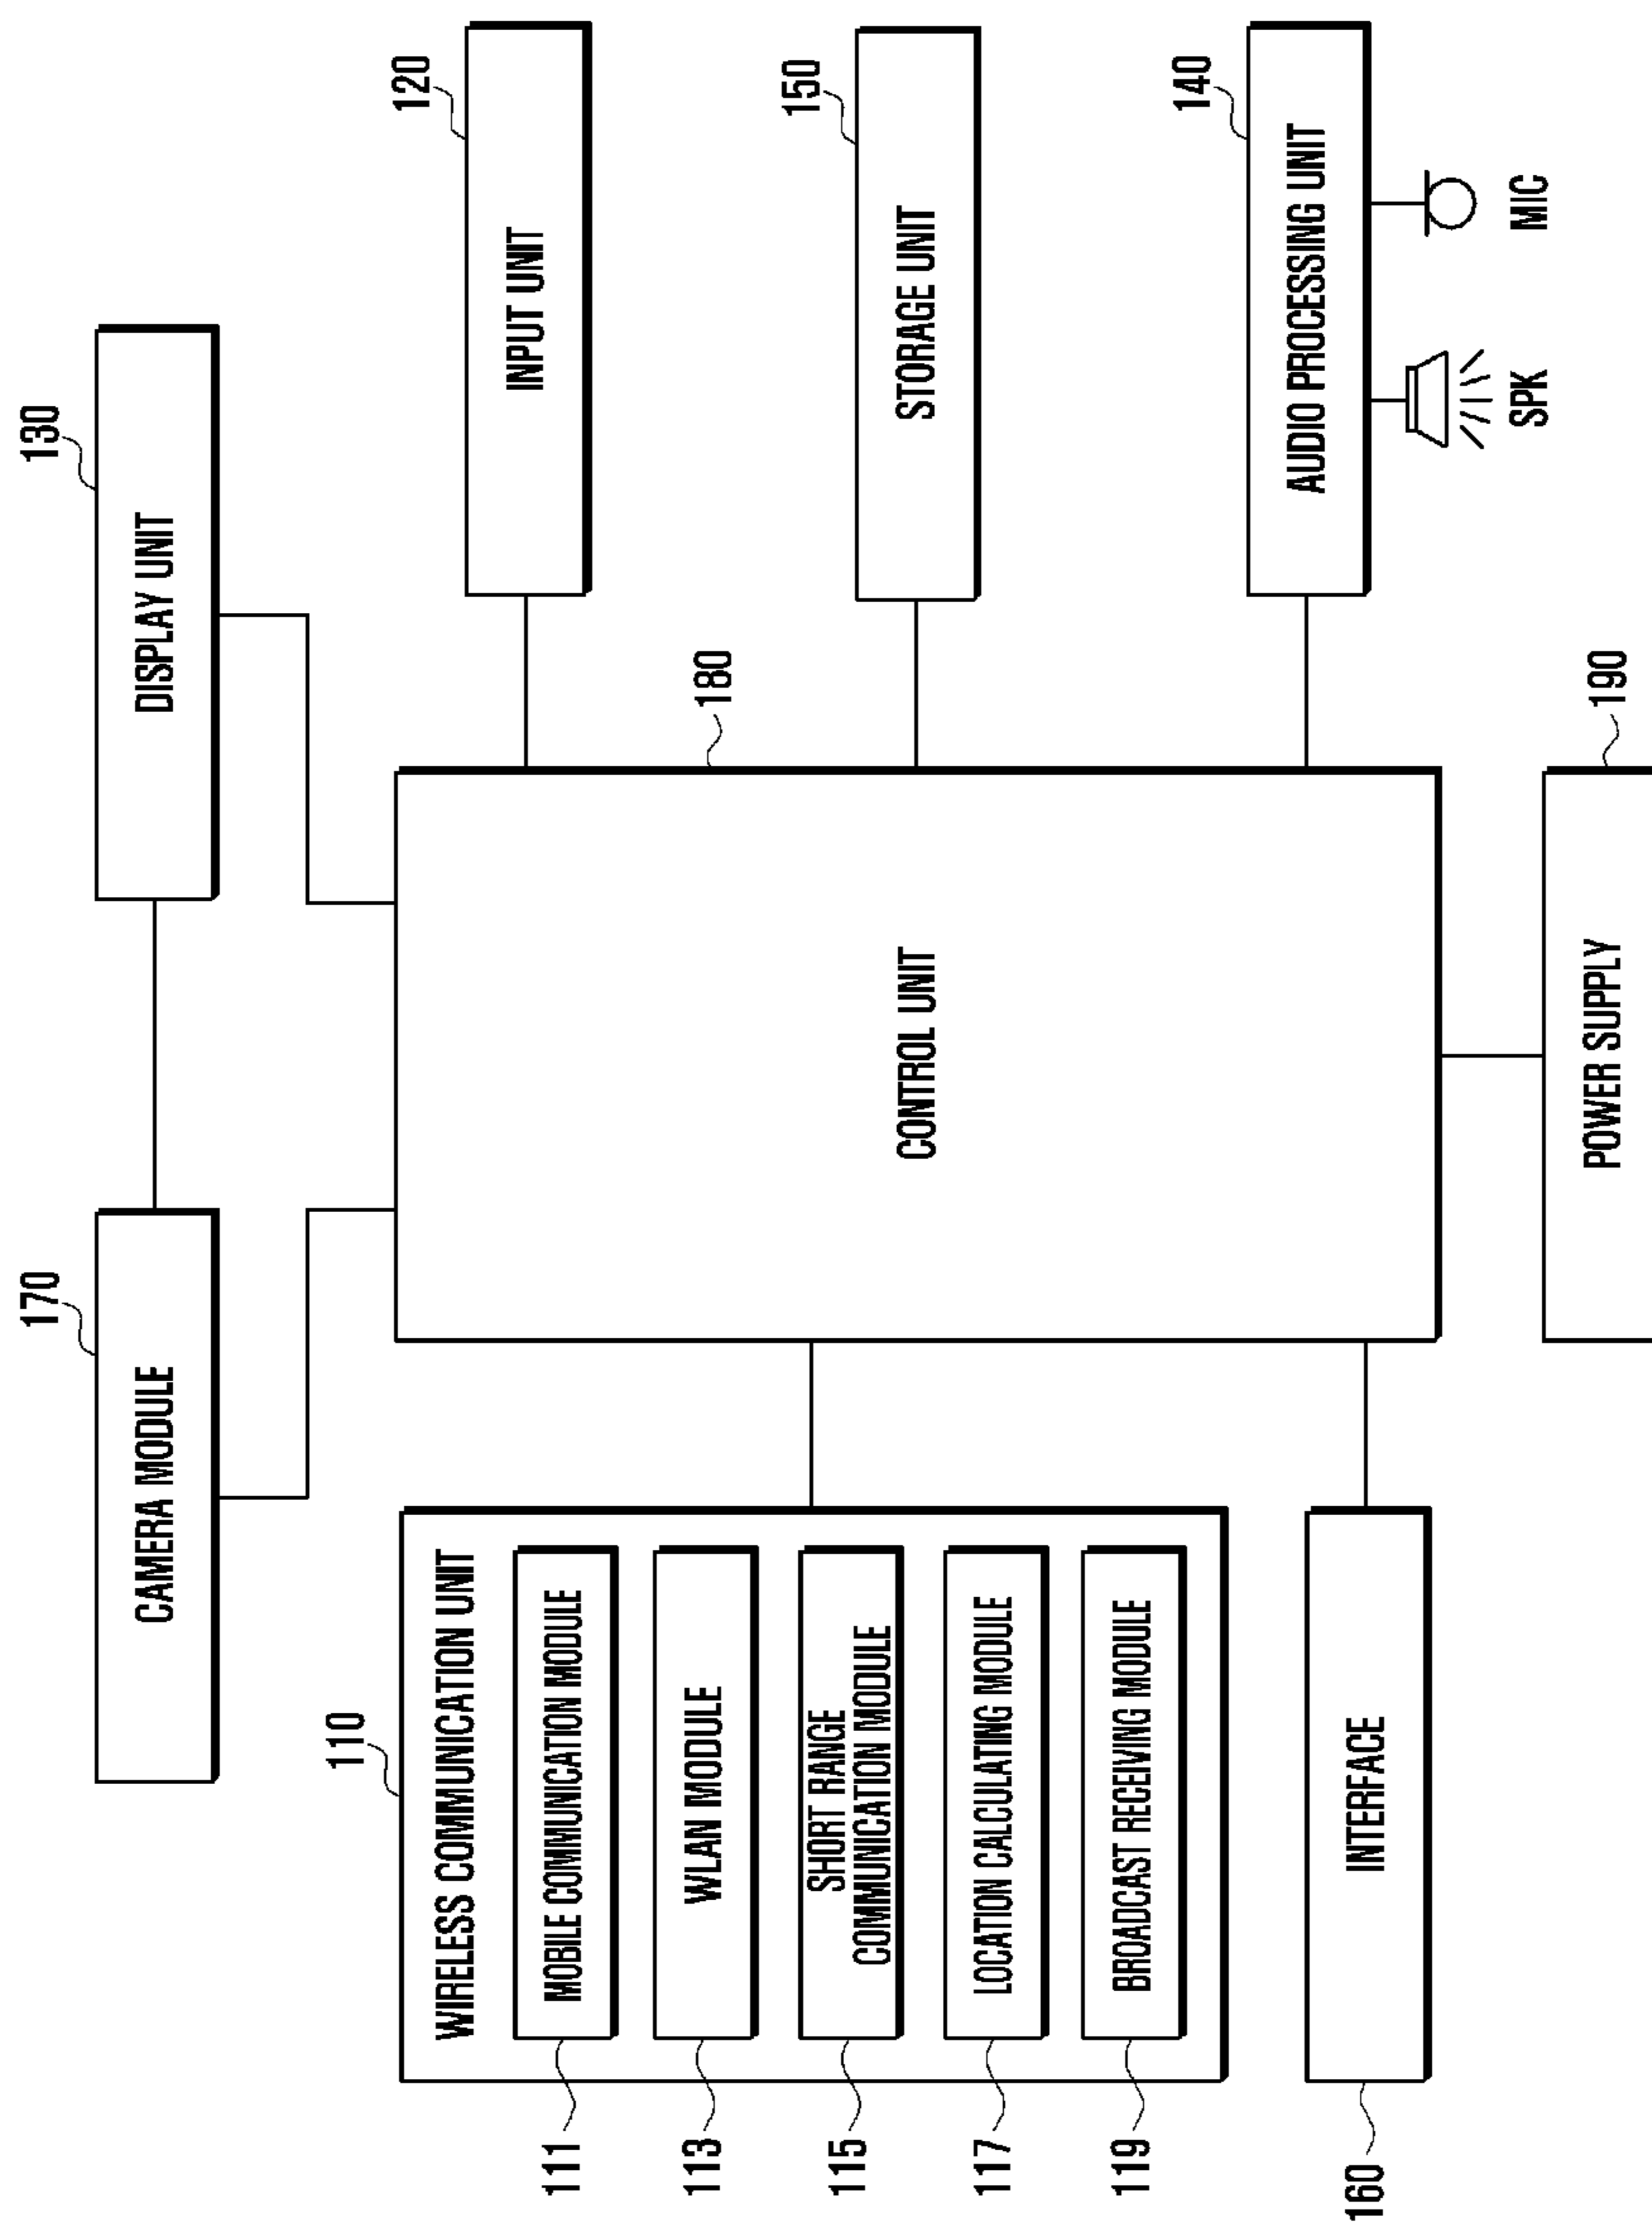 170
CAMERA MODULE
130
DISPLAY UNIT
110
WIRELESS COMMUNICATION UNIT
111
MOBILE COMMUNICATION MODULE
113
WLAN MODULE
115
SHORT RANGE
COMMUNICATION MODULE
117
LOCATION CALCULATING MODULE
119
BROADCAST RECEIVING MODULE
160
INTERFACE
CONTROL UNIT
180
120
INPUT UNIT
150
STORAGE UNIT
140
AUDIO PROCESSING UNIT
SPK
MIC
POWER SUPPLY
190